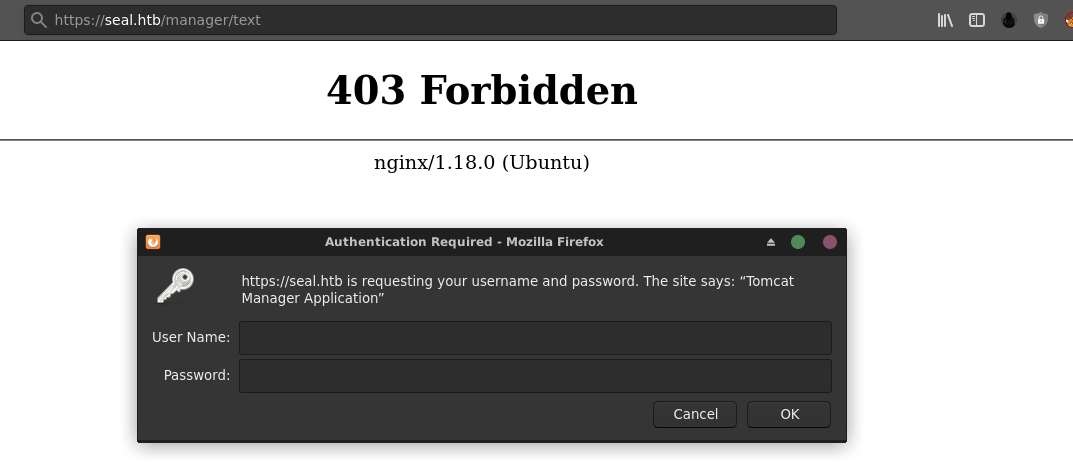 https://seal.htb/manager/text
403 Forbidden
nginx/1.18.0 (Ubuntu)
Authentication Required - Mozilla Firefox
https://seal.htb is requesting your username and password. The site says: “Tomcat
Manager Application”
User Name:
Password:
Cancel OK